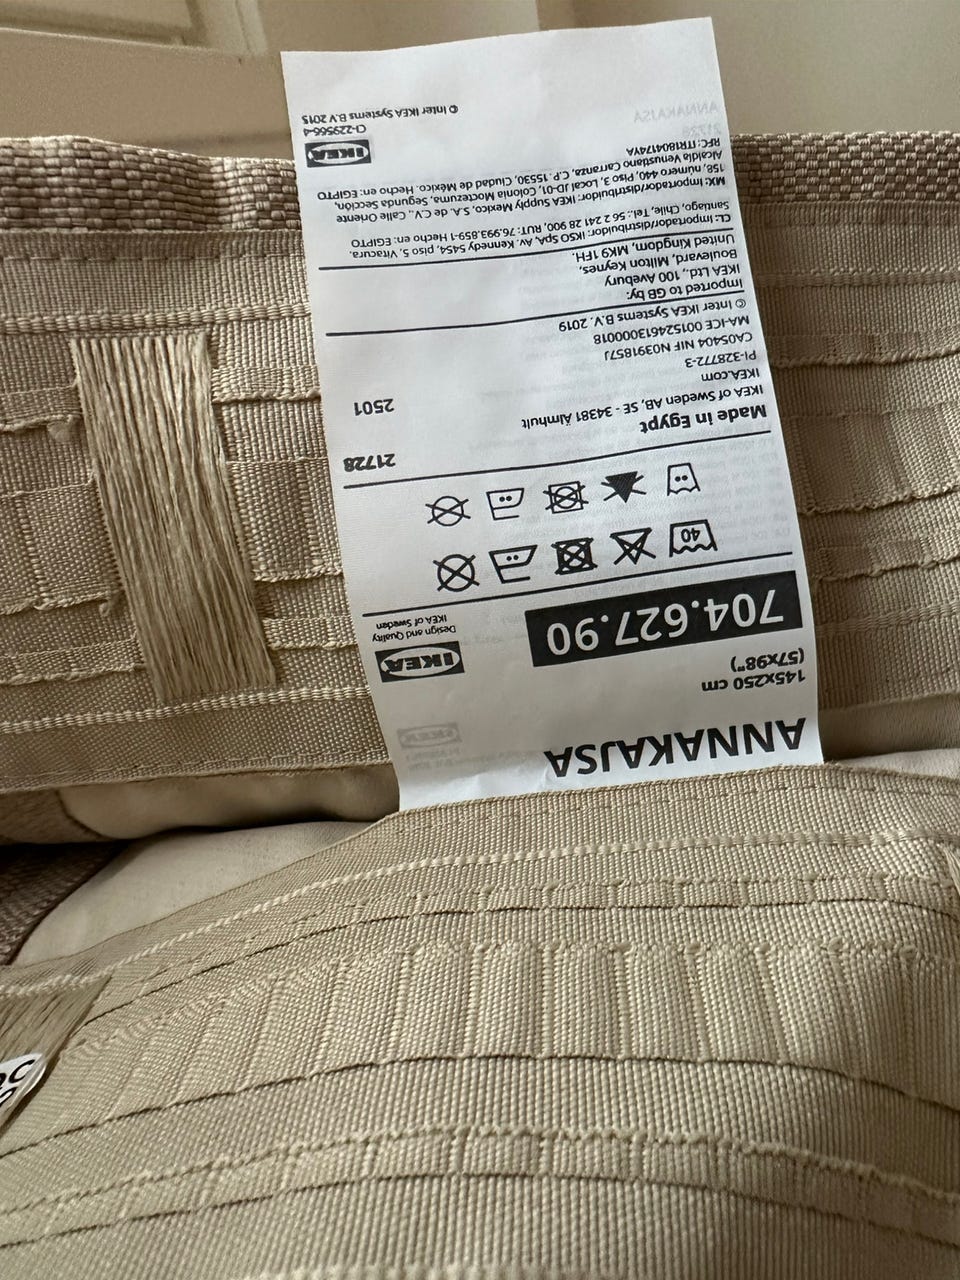 ANNAKAJSA
145x250 cm
(57x98")
704.627.90
IKEA
Design and Quality
IKEA of Sweden
40
21728
2501
Made in Egypt
IKEA of Sweden AB, SE - 34381 Älmhult
IKEA.com
PI-328772-3
CA05404 NIF N0391857J
MA-ICE 001524613000018
© Inter IKEA Systems B.V. 2019
Imported to GB by:
IKEA Ltd., 100 Avebury
Boulevard, Milton Keynes,
United Kingdom, MK9 1FH.
CL: Importador/distribuidor: IKSO SPA, Av. Kennedy 5454, piso 5, Vitacura,
Santiago, Chile, Tel.: 56 2 241 28 900, RUT: 76.993.859-1 Hecho en: EGIPTO
MX: Importador/distribuidor: IKEA Supply Mexico, S.A. de C.V., Calle Oriente
158, número 440, Piso 3, Local JD-01, Colonia Moctezuma, Segunda Sección,
Alcaldía Venustiano Carranza, C.P. 15530, Ciudad de México. Hecho en: EGIPTO
RFC: ITR1804174YA
IKEA
CI-229566-4
© Inter IKEA Systems B.V. 2015
21728
ANNAKAJSA